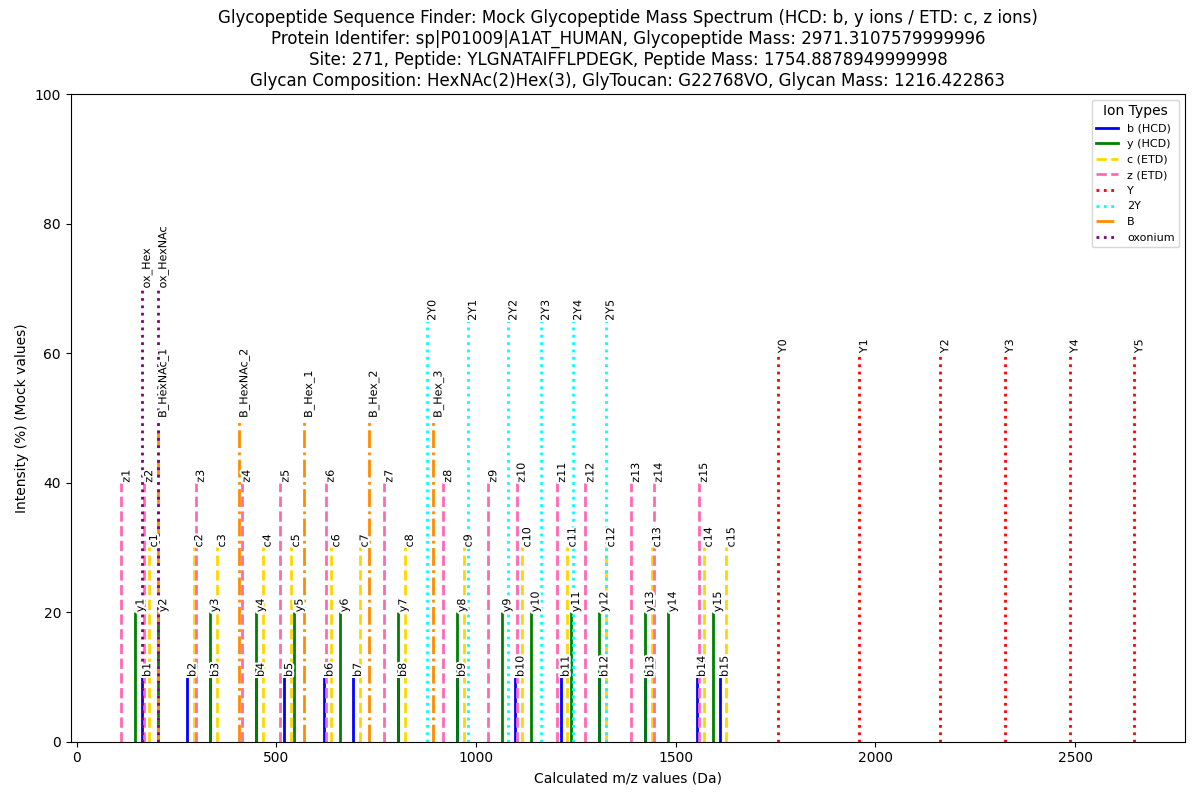 Glycopeptide Sequence Finder: Mock Glycopeptide Mass Spectrum (HCD: b, y ions / ETD: c, z ions)
Protein Identifer: sp|P01009|A1AT_HUMAN, Glycopeptide Mass: 2971.3107579999996
Site: 271, Peptide: YLGNATAIFFLPDEGK, Peptide Mass: 1754.8878949999998
Glycan Composition: HexNAc(2)Hex(3), GlyToucan: G22768VO, Glycan Mass: 1216.422863
Intensity (%) (Mock values)
100
80
60
40
20
0
Ion Types
b (HCD)
y (HCD)
c (ETD)
z (ETD)
Y
2Y
B
oxonium
ox_Hex
ox_HexNAc
2Y0
2Y1
2Y2
2Y3
2Y4
2Y5
Y0
Y1
Y2
Y3
Y4
Y5
B_HexNAc_1
B_HexNAc_2
B_Hex_1
B_Hex_2
B_Hex_3
z1
z2
z3
z4
z5
z6
z7
z8
z9
z10
z11
z12
z13
z14
z15
c1
c2
c3
c4
c5
c6
c7
c8
c9
c10
c11
c12
c13
c14
c15
y1
y2
y3
y4
y5
y6
y7
y8
y9
y10
y11
y12
y13
y14
y15
b1
b2
b3
b4
b5
b6
b7
b8
b9
b10
b11
b12
b13
b14
b15
0
500
1000
1500
2000
2500
Calculated m/z values (Da)